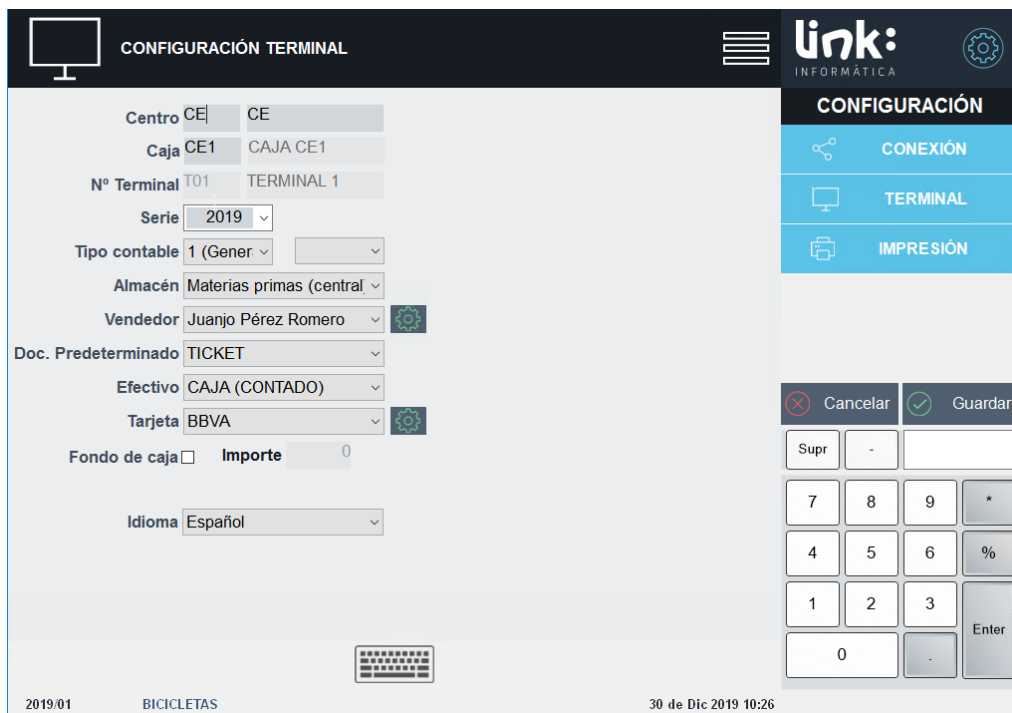 CONFIGURACIÓN TERMINAL
link:
INFORMÁTICA
Centro CE CE
Caja CE1 CAJA CE1
Nº Terminal T01 TERMINAL 1
Serie 2019
Tipo contable 1 (Gener
Almacén Materias primas (central)
Vendedor Juanjo Pérez Romero
Doc. Predeterminado TICKET
Efectivo CAJA (CONTADO)
Tarjeta BBVA
Fondo de caja Importe 0
Idioma Español
CONFIGURACIÓN
CONEXIÓN
TERMINAL
IMPRESIÓN
Cancelar Guardar
Supr -
7 8 9 *
4 5 6 %
1 2 3
Enter
0 .
2019/01 BICICLETAS 30 de Dic 2019 10:26